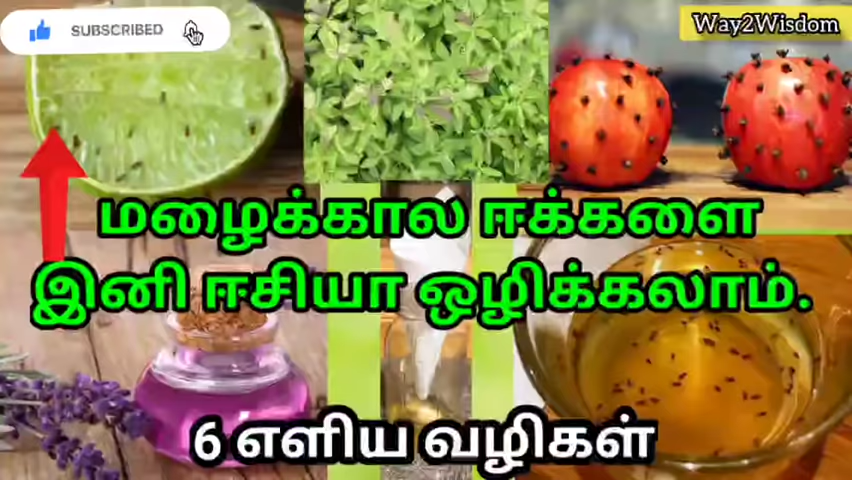 SUBSCRIBED
Way2Wisdom
மழைக்கால ஈக்களை
இனி ஈசியா ஒழிக்கலாம்.
6 எளிய வழிகள்